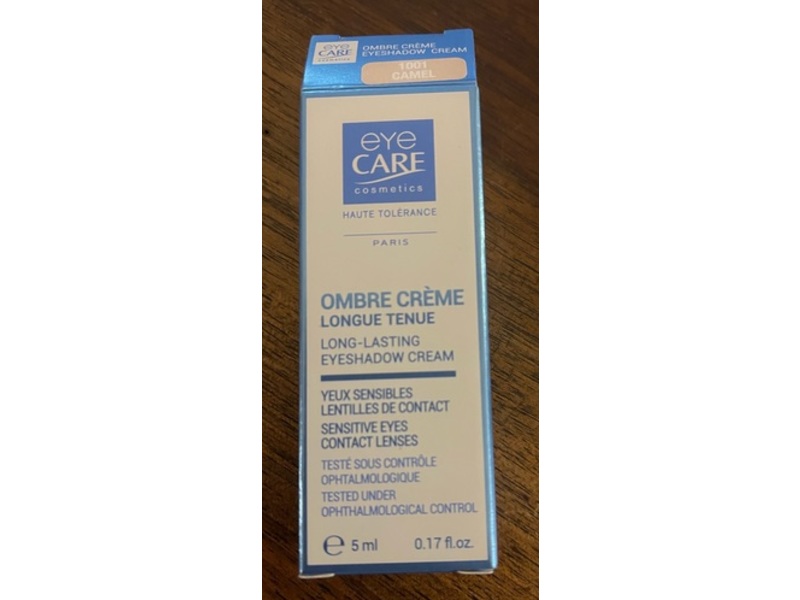 eye
CARE
cosmetics
OMBRE CRÈME
EYESHADOW CREAM
1001
CAMEL
eye
CARE
cosmetics
HAUTE TOLÉRANCE
PARIS
OMBRE CRÈME
LONGUE TENUE
LONG-LASTING
EYESHADOW CREAM
YEUX SENSIBLES
LENTILLES DE CONTACT
SENSITIVE EYES
CONTACT LENSES
TESTÉ SOUS CONTRÔLE
OPHTALMOLOGIQUE
TESTED UNDER
OPHTHALMOLOGICAL CONTROL
℮ 5 ml 0.17 fl.oz.